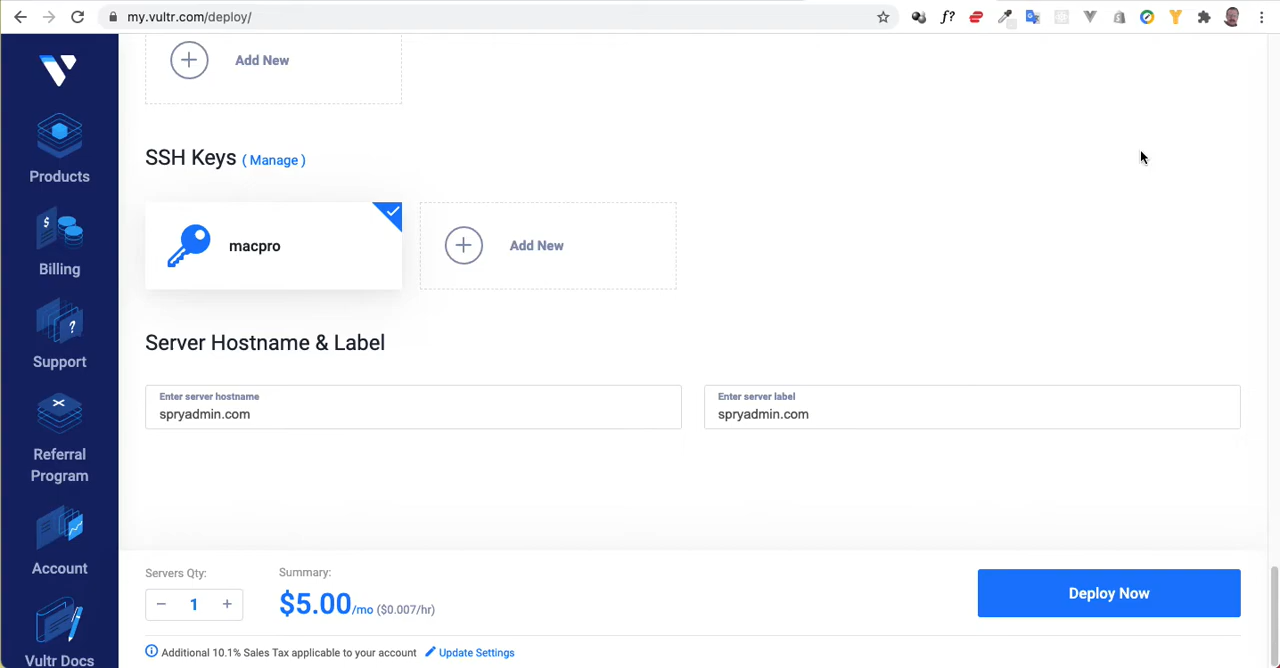 my.vultr.com/deploy/
f?
Products
Billing
Support
Referral
Program
Account
Vultr Docs
Add New
SSH Keys ( Manage )
macpro
Add New
Server Hostname & Label
Enter server hostname
spryadmin.com
Enter server label
spryadmin.com
Servers Qty:
− 1 +
Summary:
$5.00/mo ($0.007/hr)
Deploy Now
Additional 10.1% Sales Tax applicable to your account Update Settings